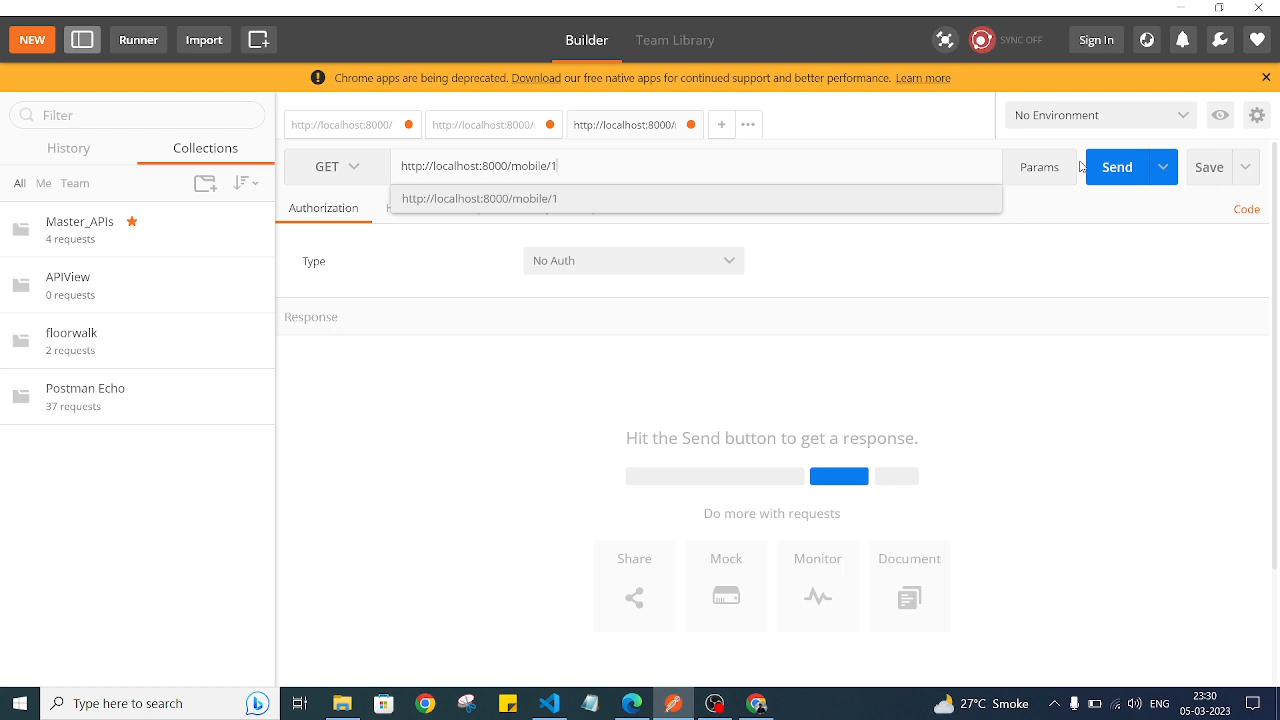 NEW
Runner
Import
Builder
Team Library
SYNC OFF
Sign In
Chrome apps are being deprecated. Download our free native apps for continued support and better performance. Learn more
Filter
History
Collections
All
Me
Team
Master_APIs
4 requests
APIView
0 requests
floorwalk
2 requests
Postman Echo
37 requests
http://localhost:8000/
http://localhost:8000/
http://localhost:8000/
No Environment
GET
http://localhost:8000/mobile/1
Params
Send
Save
http://localhost:8000/mobile/1
Authorization
Code
Type
No Auth
Response
Hit the Send button to get a response.
Do more with requests
Share
Mock
Monitor
Document
Type here to search
27°C Smoke
ENG
23:30
05-03-2023